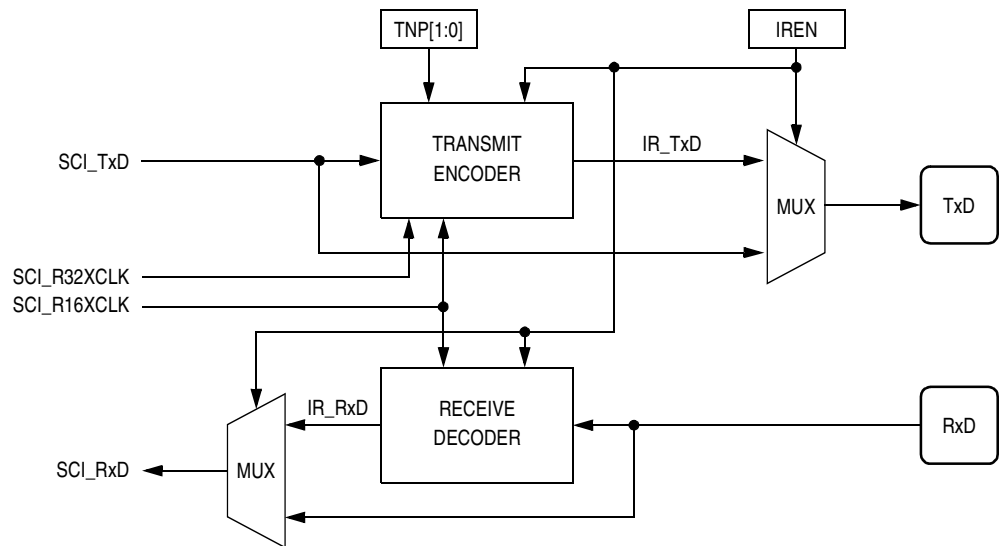 TNP[1:0]
IREN
SCI_TxD
TRANSMIT
ENCODER
IR_TxD
MUX
TxD
SCI_R32XCLK
SCI_R16XCLK
IR_RxD
RECEIVE
DECODER
RxD
SCI_RxD
MUX